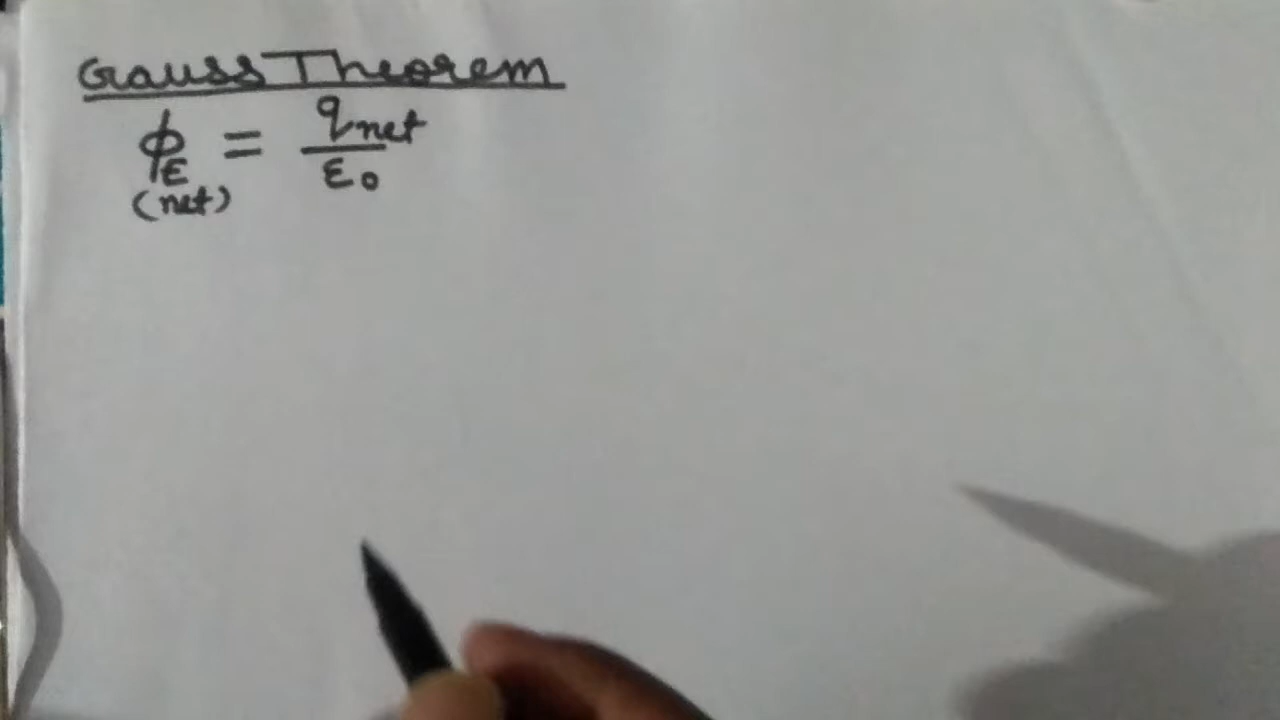 Gauss Theorem
ϕE = qnet/ε0
(net)